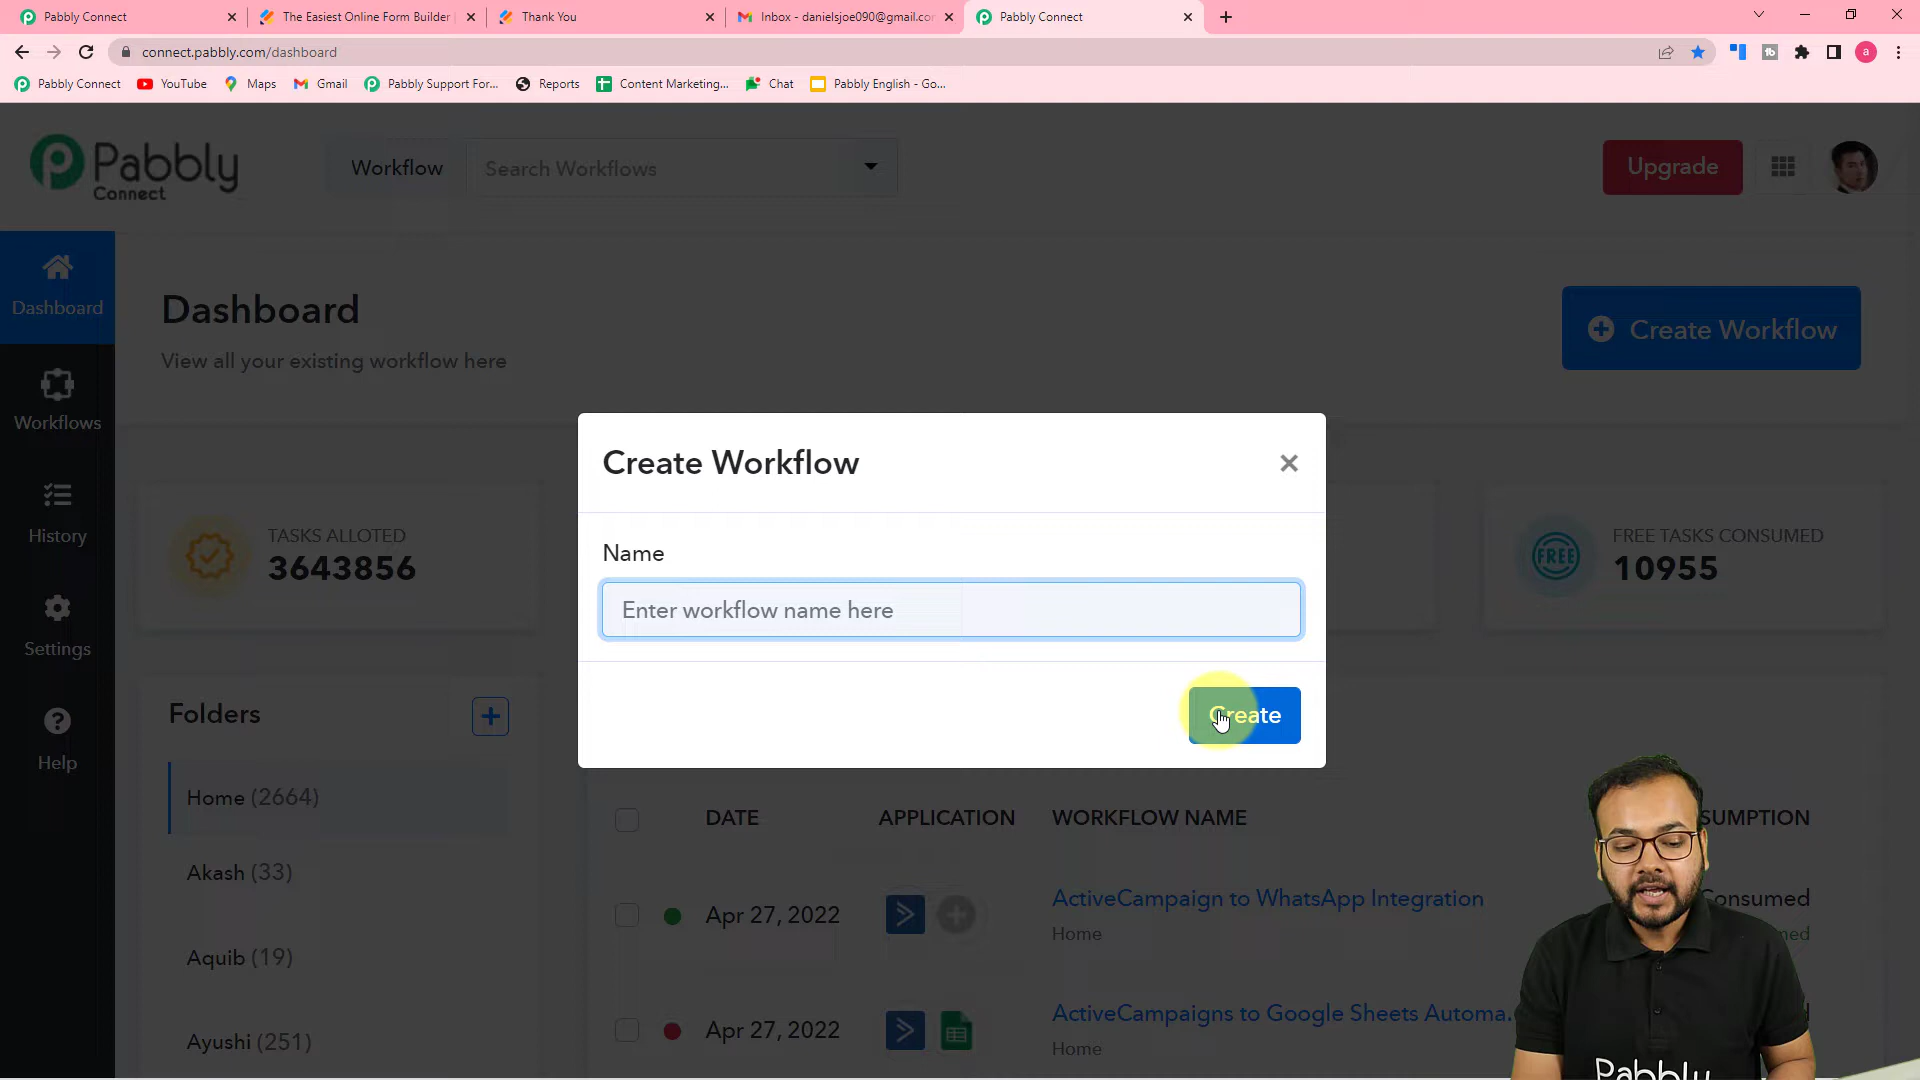 Pabbly Connect
The Easiest Online Form Builder
Thank You
Inbox - danielsjoe090@gmail.co
Pabbly Connect
connect.pabbly.com/dashboard
a
Pabbly Connect
YouTube
Maps
Gmail
Pabbly Support For...
Reports
Content Marketing...
Chat
Pabbly English - Go...
Pabbly
Connect
Workflow
Search Workflows
Upgrade
Dashboard
Workflows
History
Settings
Help
Dashboard
View all your existing workflow here
Create Workflow
TASKS ALLOTED
3643856
FREE
FREE TASKS CONSUMED
10955
Create Workflow
Name
Enter workflow name here
Create
Folders
Home (2664)
Akash (33)
Aquib (19)
Ayushi (251)
DATE
APPLICATION
WORKFLOW NAME
SUMPTION
Apr 27, 2022
ActiveCampaign to WhatsApp Integration
Home
Consumed
Apr 27, 2022
ActiveCampaigns to Google Sheets Automa...
Home
Pabbly